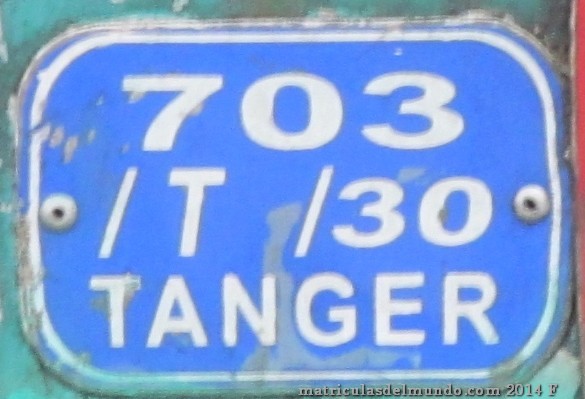 703
/T /30
TANGER
matriculasdelmundo.com 2014 F